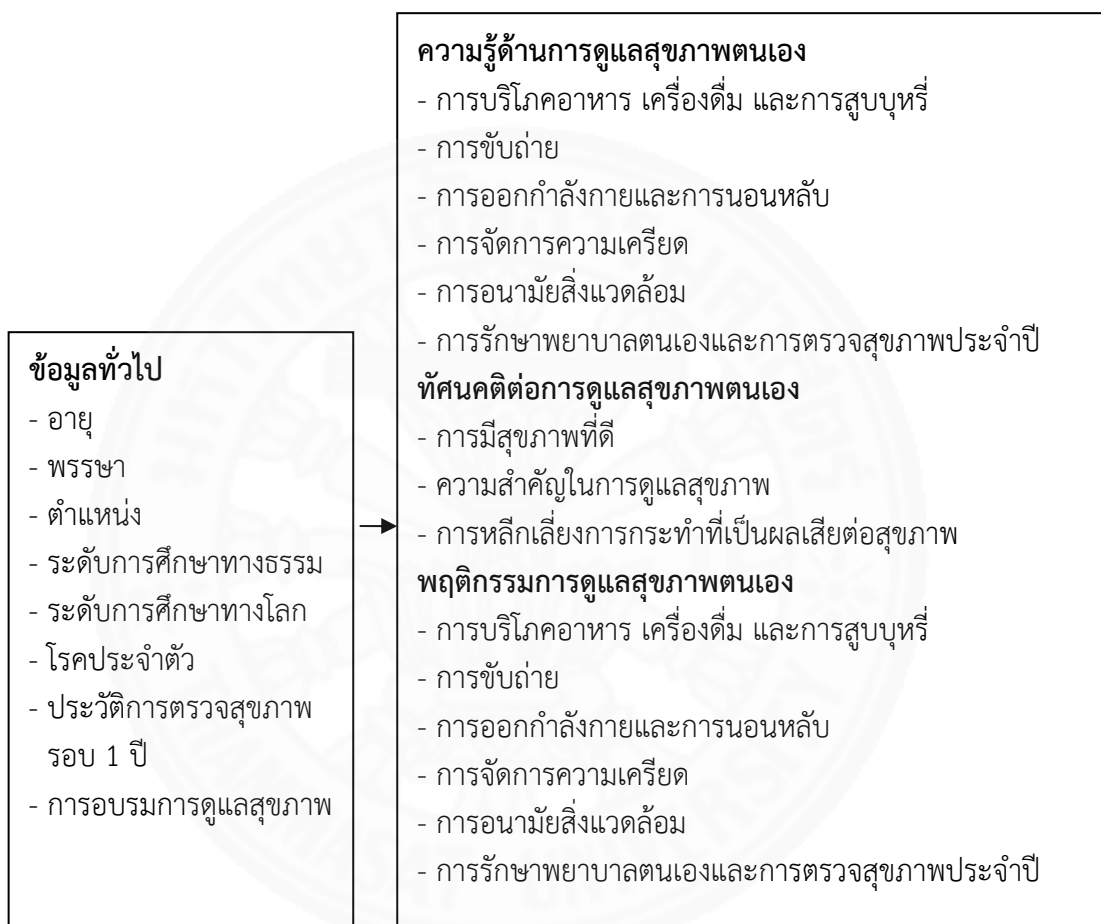 ข้อมูลทั่วไป
- อายุ
- พรรษา
- ตำแหน่ง
- ระดับการศึกษาทางธรรม
- ระดับการศึกษาทางโลก
- โรคประจำตัว
- ประวัติการตรวจสุขภาพ
รอบ 1 ปี
- การอบรมการดูแลสุขภาพ
ความรู้ด้านการดูแลสุขภาพตนเอง
- การบริโภคอาหาร เครื่องดื่ม และการสูบบุหรี่
- การขับถ่าย
- การออกกำลังกายและการนอนหลับ
- การจัดการความเครียด
- การอนามัยสิ่งแวดล้อม
- การรักษาพยาบาลตนเองและการตรวจสุขภาพประจำปี
ทัศนคติต่อการดูแลสุขภาพตนเอง
- การมีสุขภาพที่ดี
- ความสำคัญในการดูแลสุขภาพ
- การหลีกเลี่ยงการกระทำที่เป็นผลเสียต่อสุขภาพ
พฤติกรรมการดูแลสุขภาพตนเอง
- การบริโภคอาหาร เครื่องดื่ม และการสูบบุหรี่
- การขับถ่าย
- การออกกำลังกายและการนอนหลับ
- การจัดการความเครียด
- การอนามัยสิ่งแวดล้อม
- การรักษาพยาบาลตนเองและการตรวจสุขภาพประจำปี